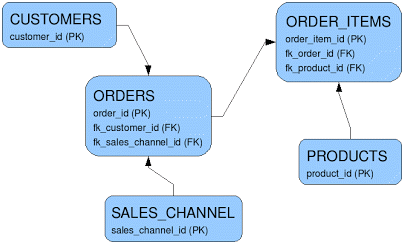 CUSTOMERS
customer_id (PK)
ORDER_ITEMS
order_item_id (PK)
fk_order_id (FK)
fk_product_id (FK)
ORDERS
order_id (PK)
fk_customer_id (FK)
fk_sales_channel_id (FK)
PRODUCTS
product_id (PK)
SALES_CHANNEL
sales_channel_id (PK)